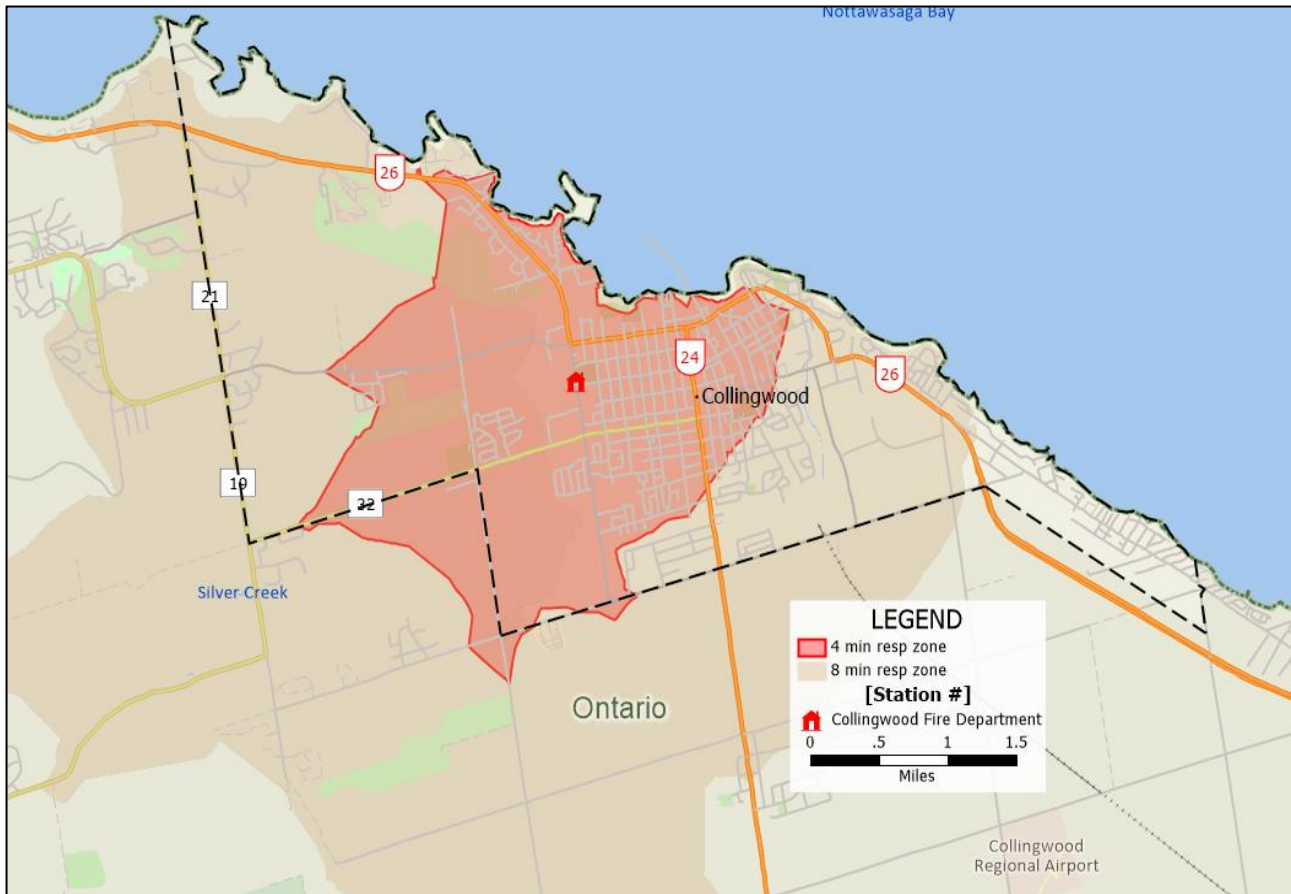 Nottawasaga Bay
26
21
24
26
Collingwood
19
32
Silver Creek
Ontario
LEGEND
4 min resp zone
8 min resp zone
[Station #]
Collingwood Fire Department
0 .5 1 1.5
Miles
Collingwood
Regional Airport